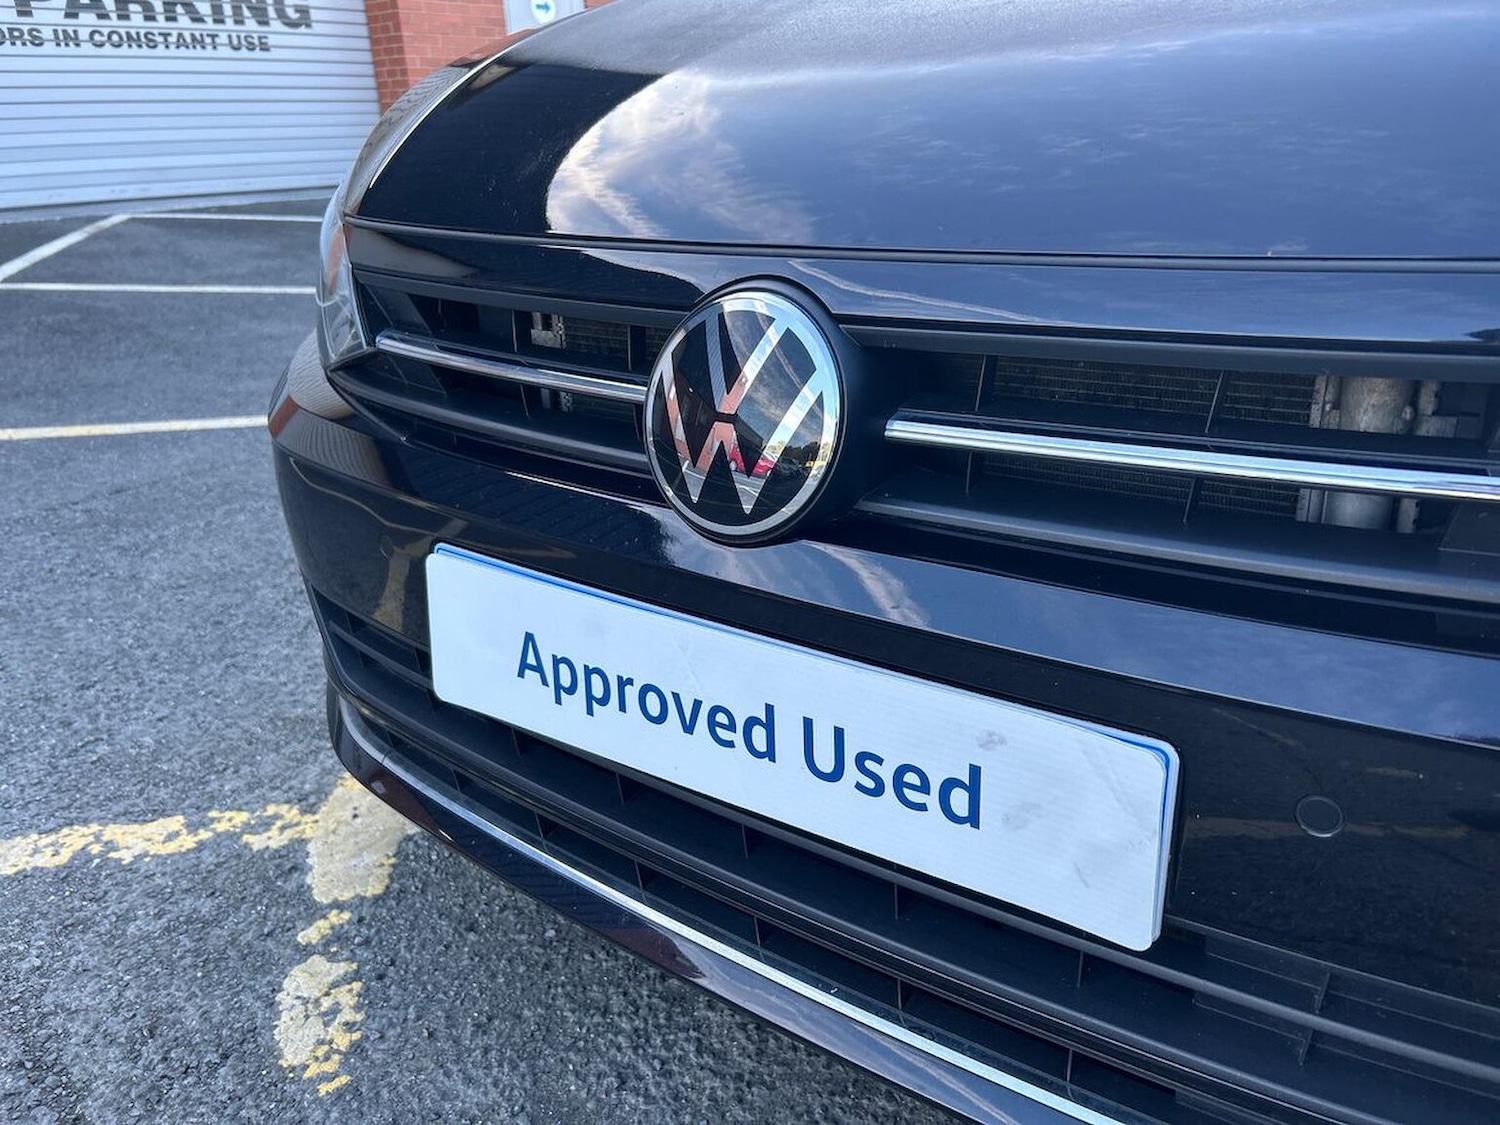 PARKING
ORS IN CONSTANT USE
Approved Used